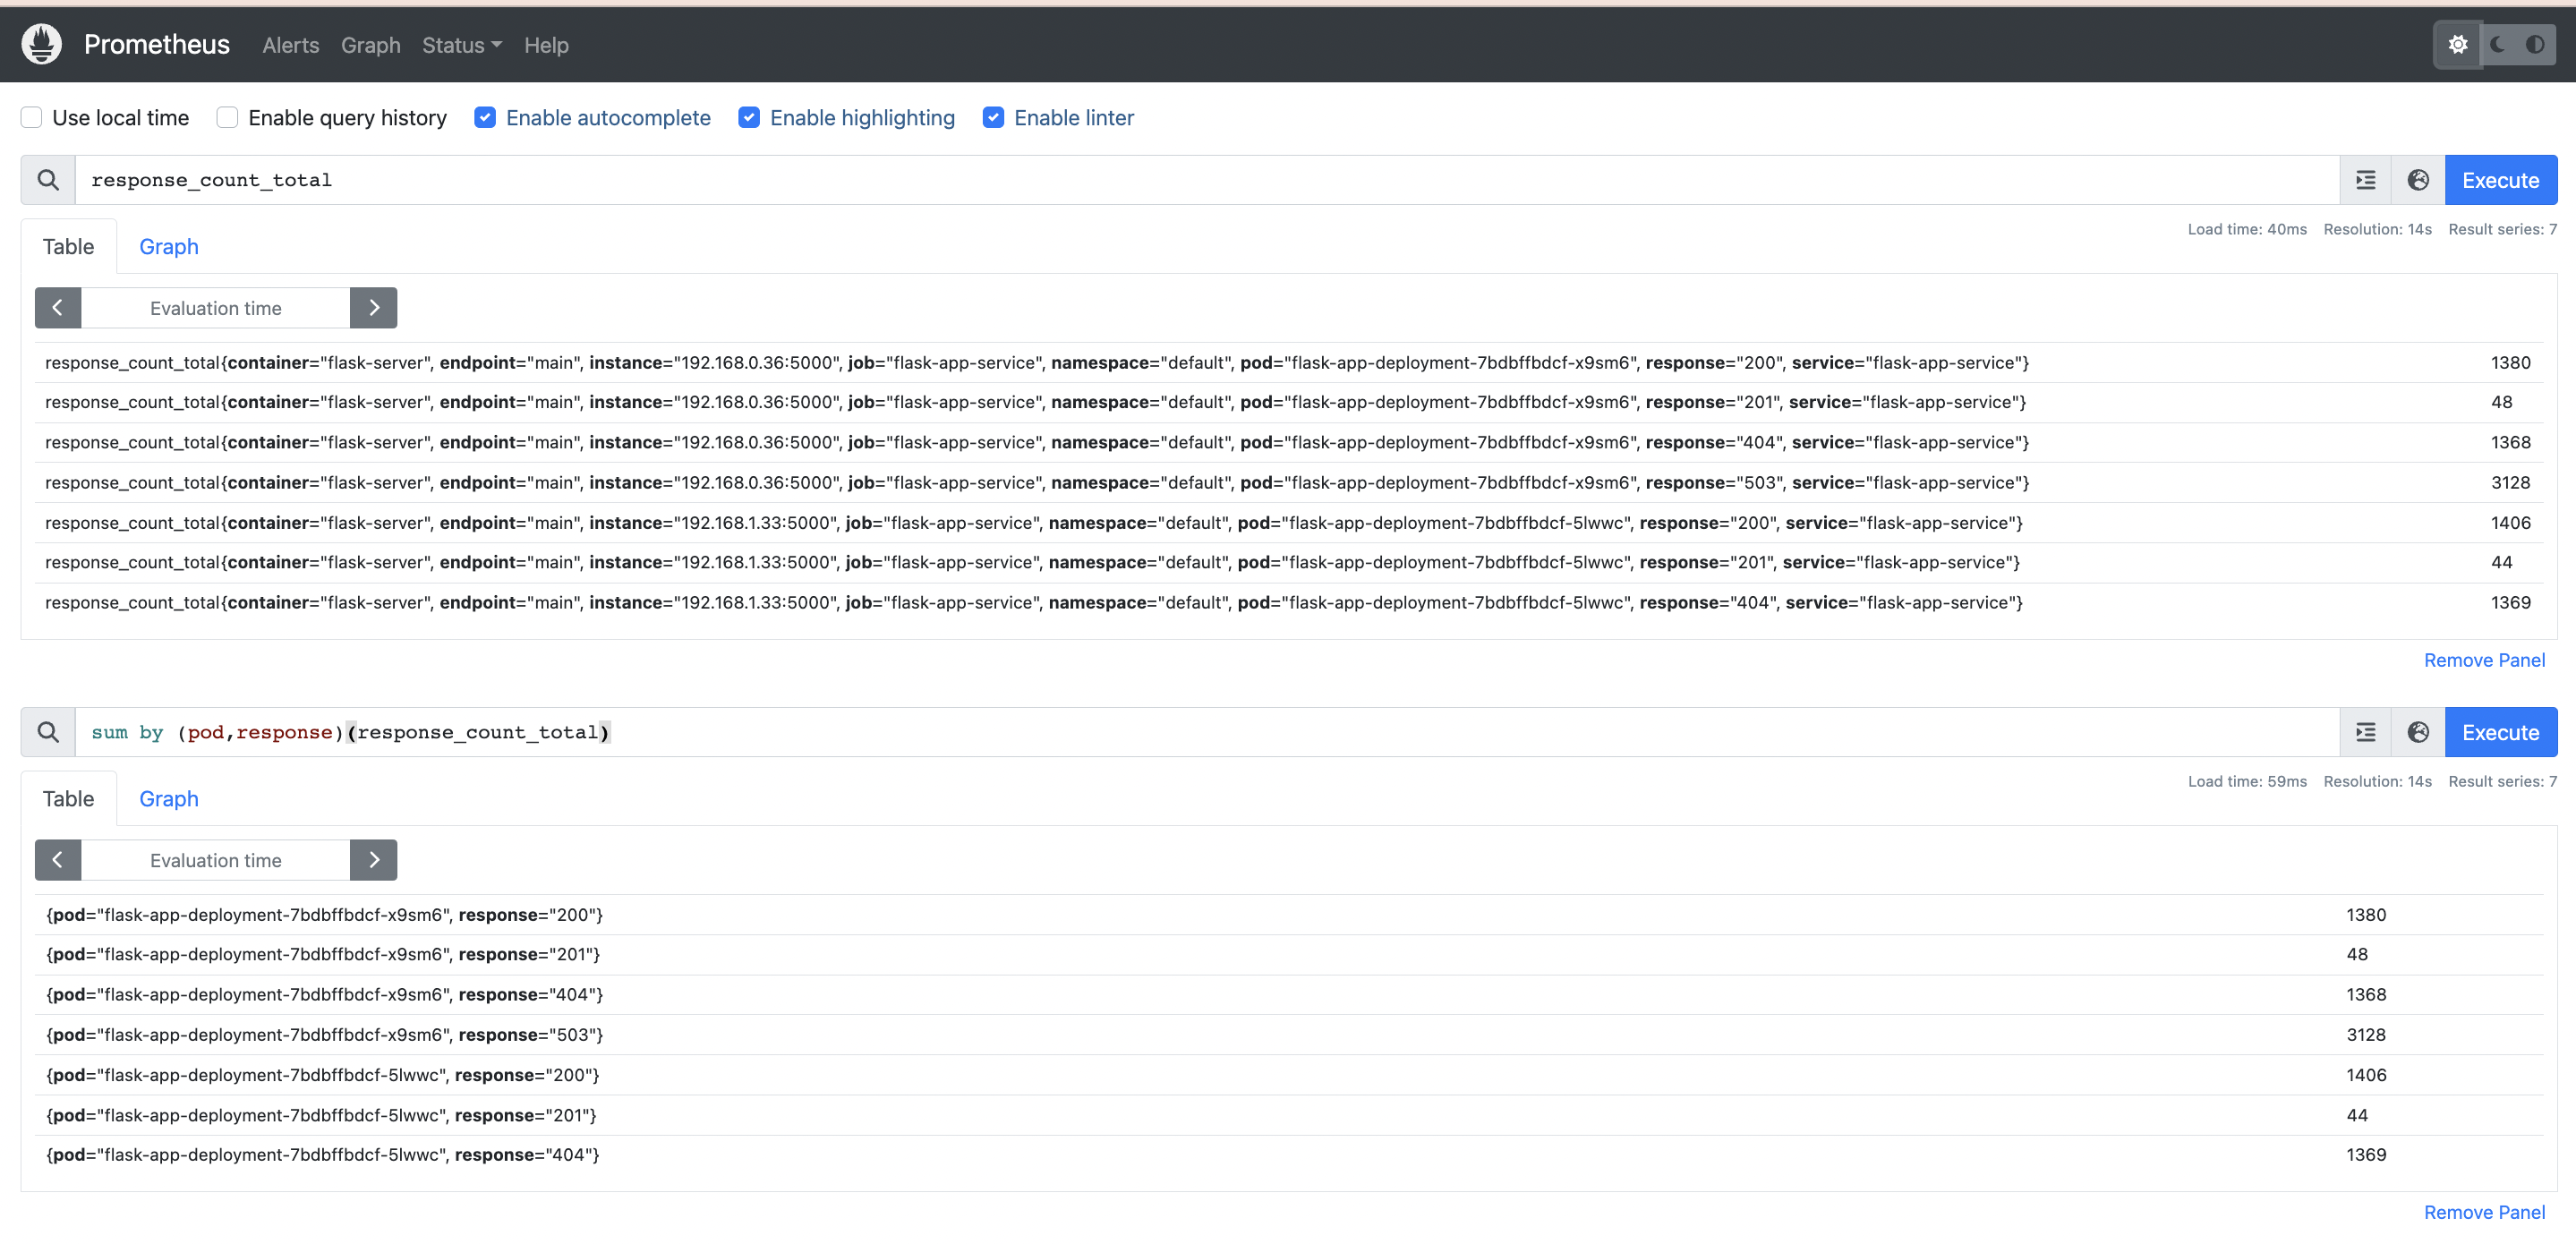 Prometheus Alerts Graph Status Help
Use local time Enable query history Enable autocomplete Enable highlighting Enable linter
response_count_total Execute
Table Graph Load time: 40ms Resolution: 14s Result series: 7
Evaluation time
response_count_total{container="flask-server", endpoint="main", instance="192.168.0.36:5000", job="flask-app-service", namespace="default", pod="flask-app-deployment-7bdbffbdcf-x9sm6", response="200", service="flask-app-service"} 1380
response_count_total{container="flask-server", endpoint="main", instance="192.168.0.36:5000", job="flask-app-service", namespace="default", pod="flask-app-deployment-7bdbffbdcf-x9sm6", response="201", service="flask-app-service"} 48
response_count_total{container="flask-server", endpoint="main", instance="192.168.0.36:5000", job="flask-app-service", namespace="default", pod="flask-app-deployment-7bdbffbdcf-x9sm6", response="404", service="flask-app-service"} 1368
response_count_total{container="flask-server", endpoint="main", instance="192.168.0.36:5000", job="flask-app-service", namespace="default", pod="flask-app-deployment-7bdbffbdcf-x9sm6", response="503", service="flask-app-service"} 3128
response_count_total{container="flask-server", endpoint="main", instance="192.168.1.33:5000", job="flask-app-service", namespace="default", pod="flask-app-deployment-7bdbffbdcf-5lwwc", response="200", service="flask-app-service"} 1406
response_count_total{container="flask-server", endpoint="main", instance="192.168.1.33:5000", job="flask-app-service", namespace="default", pod="flask-app-deployment-7bdbffbdcf-5lwwc", response="201", service="flask-app-service"} 44
response_count_total{container="flask-server", endpoint="main", instance="192.168.1.33:5000", job="flask-app-service", namespace="default", pod="flask-app-deployment-7bdbffbdcf-5lwwc", response="404", service="flask-app-service"} 1369
Remove Panel
sum by (pod,response)(response_count_total) Execute
Table Graph Load time: 59ms Resolution: 14s Result series: 7
Evaluation time
{pod="flask-app-deployment-7bdbffbdcf-x9sm6", response="200"} 1380
{pod="flask-app-deployment-7bdbffbdcf-x9sm6", response="201"} 48
{pod="flask-app-deployment-7bdbffbdcf-x9sm6", response="404"} 1368
{pod="flask-app-deployment-7bdbffbdcf-x9sm6", response="503"} 3128
{pod="flask-app-deployment-7bdbffbdcf-5lwwc", response="200"} 1406
{pod="flask-app-deployment-7bdbffbdcf-5lwwc", response="201"} 44
{pod="flask-app-deployment-7bdbffbdcf-5lwwc", response="404"} 1369
Remove Panel